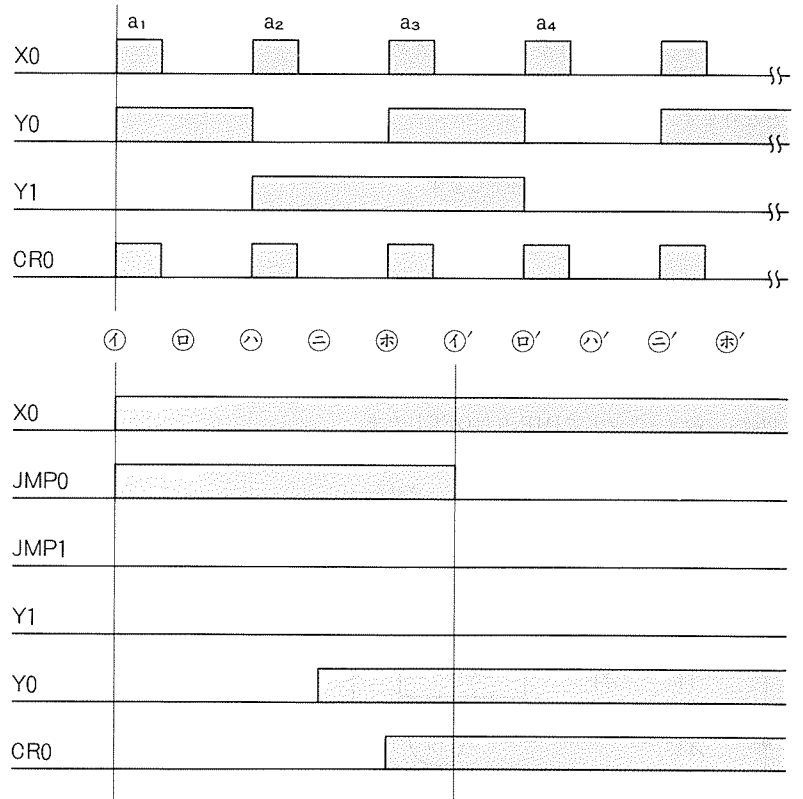 a₁ a₂ a₃ a₄
X0
Y0
Y1
CR0
㋑ ㋺ ㋩ ㋥ ㋭ ㋑′ ㋺′ ㋩′ ㋥′ ㋭′
X0
JMP0
JMP1
Y1
Y0
CR0